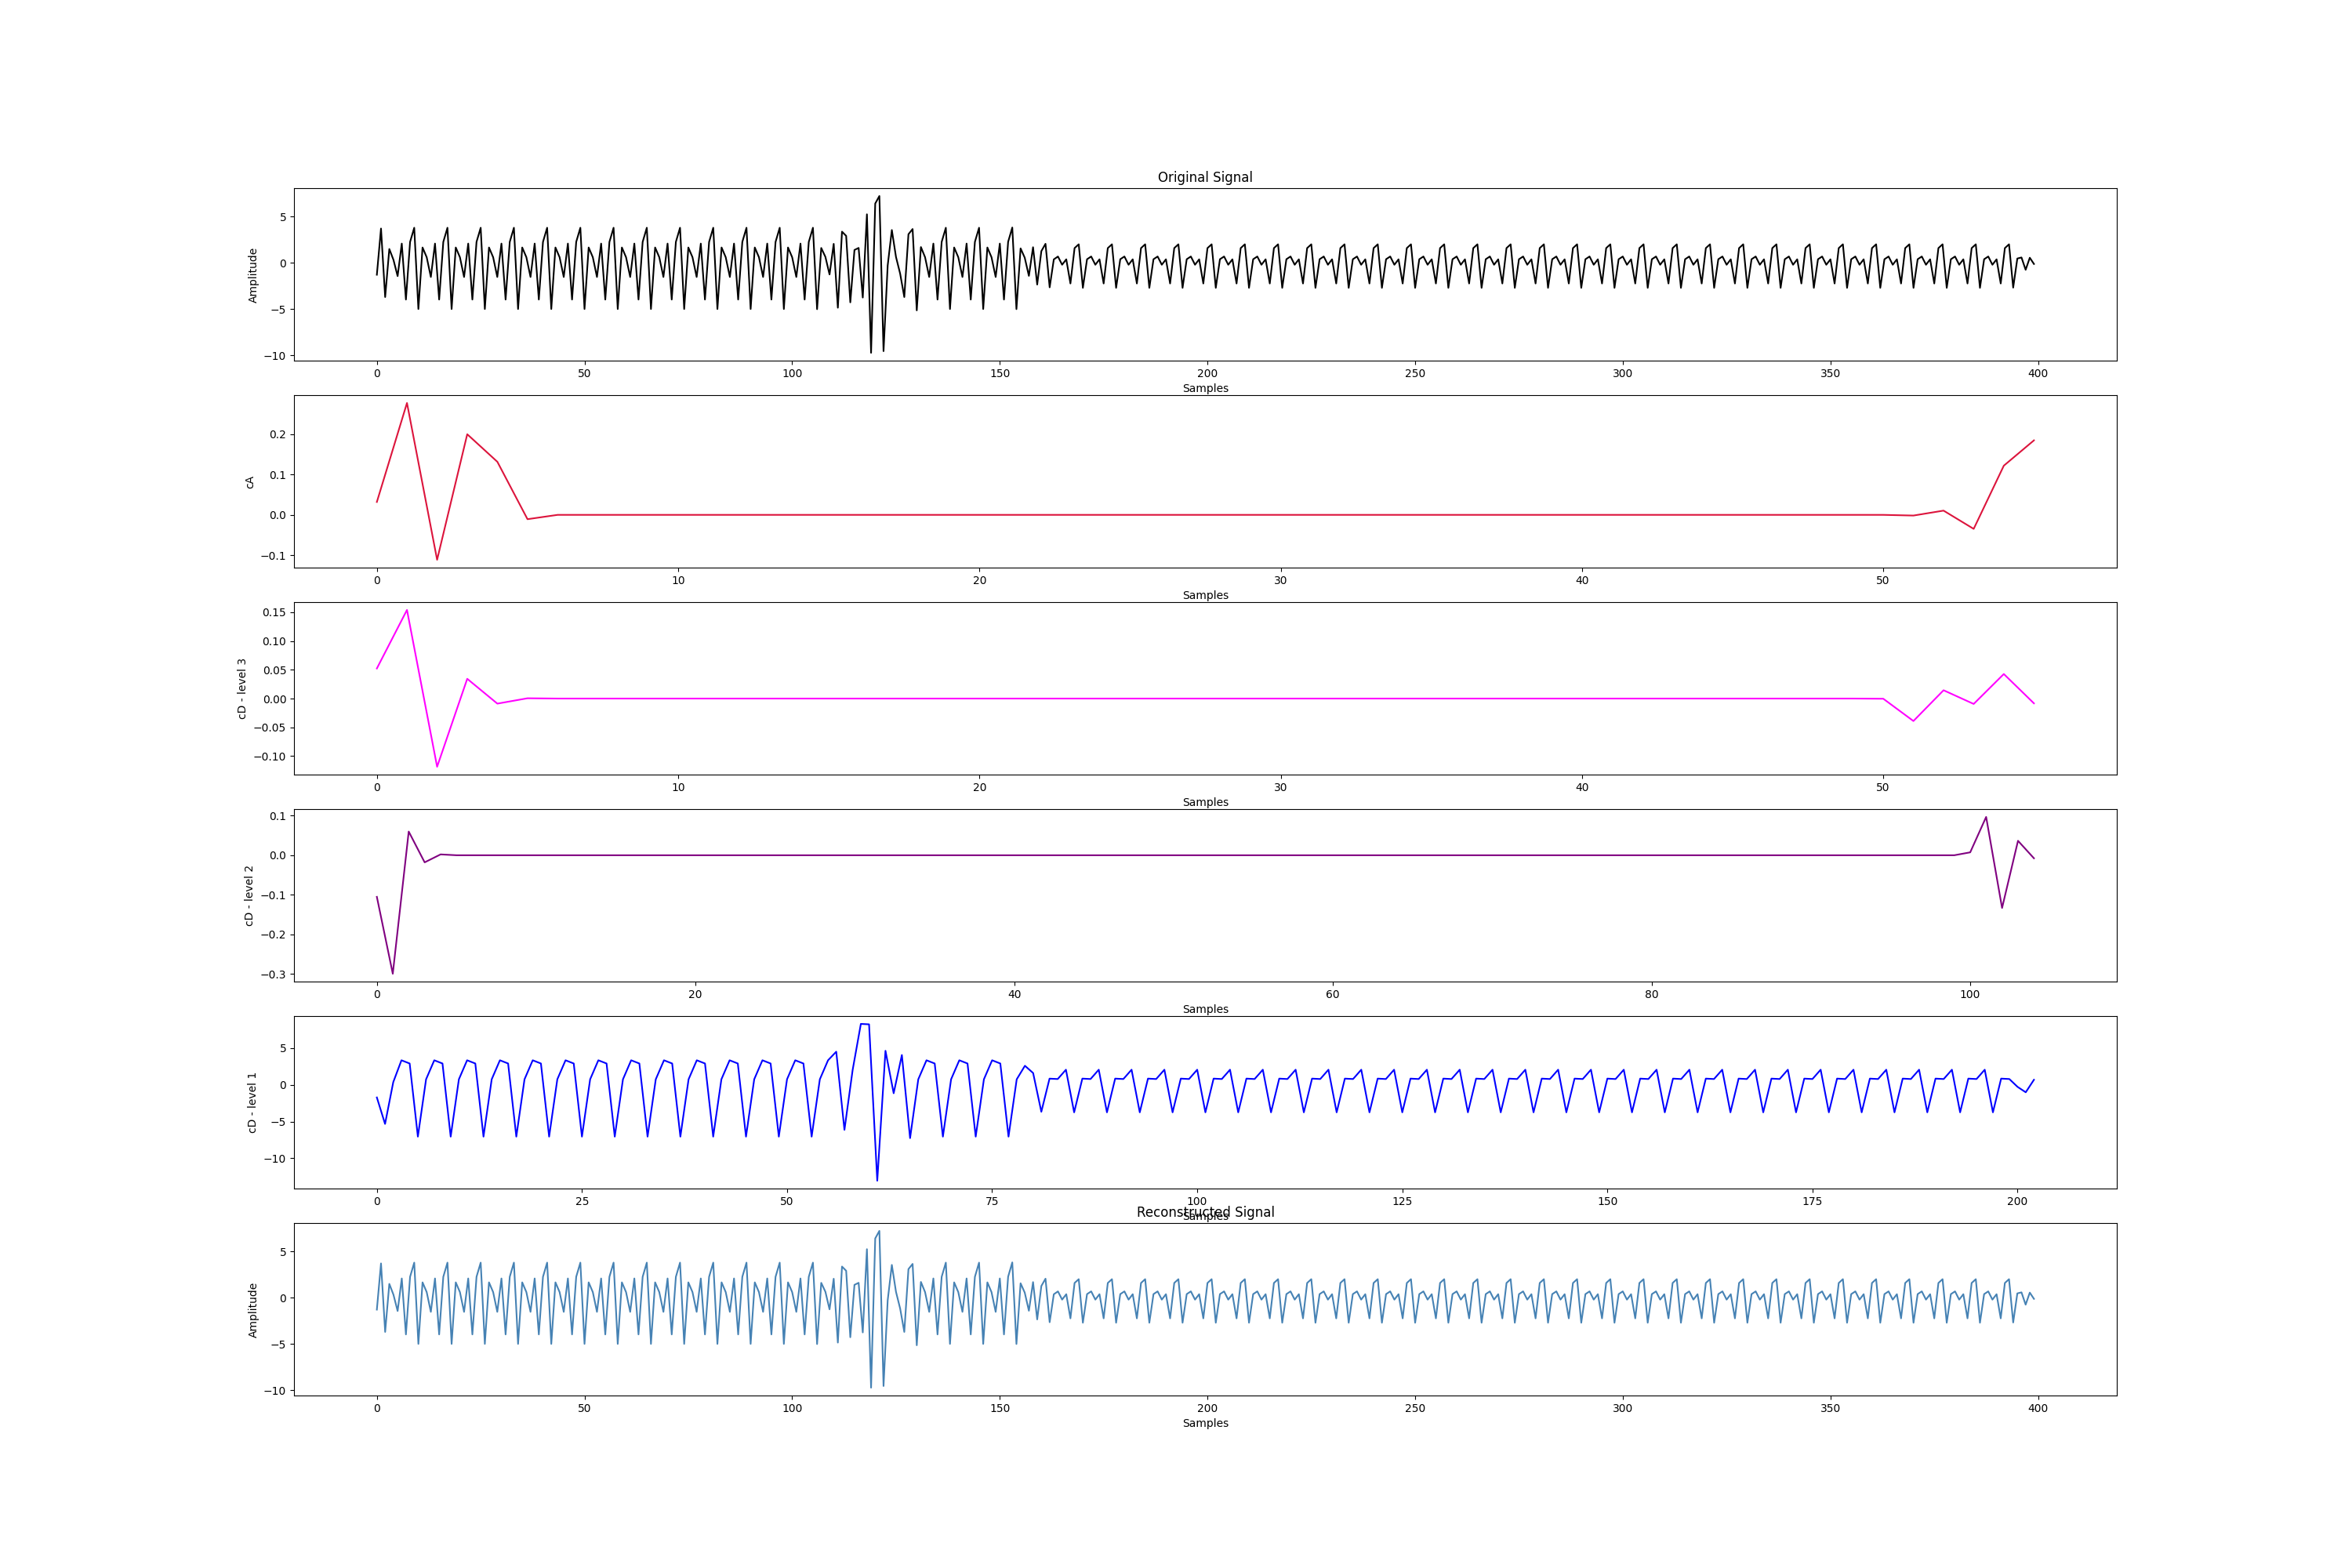 Original Signal
Amplitude
5
0
−5
−10
0 50 100 150 200 250 300 350 400
Samples
cA
0.2
0.1
0.0
−0.1
0 10 20 30 40 50
Samples
cD - level 3
0.15
0.10
0.05
0.00
−0.05
−0.10
0 10 20 30 40 50
Samples
cD - level 2
0.1
0.0
−0.1
−0.2
−0.3
0 20 40 60 80 100
Samples
cD - level 1
5
0
−5
−10
0 25 50 75 100 125 150 175 200
Samples
Reconstructed Signal
Amplitude
5
0
−5
−10
0 50 100 150 200 250 300 350 400
Samples